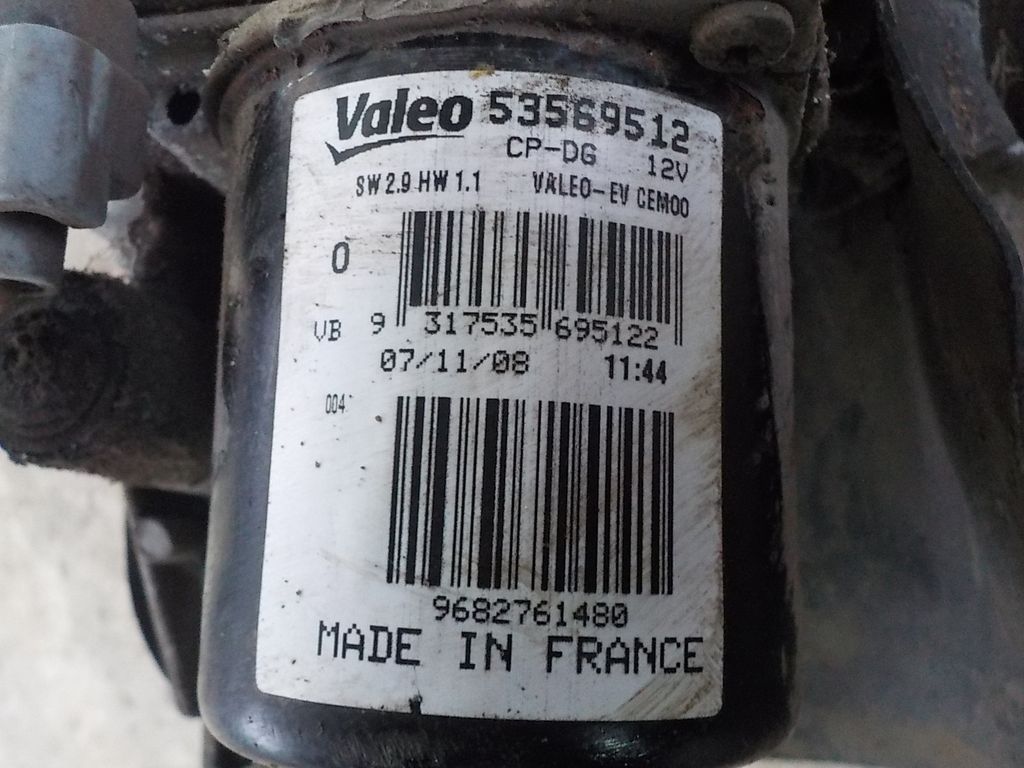 Valeo 53569512
CP-DG 12V
SW 2.9 HW 1.1 VALEO-EV CEM00
0
VB 9 317535 695122
07/11/08 11:44
004
9682761480
MADE IN FRANCE